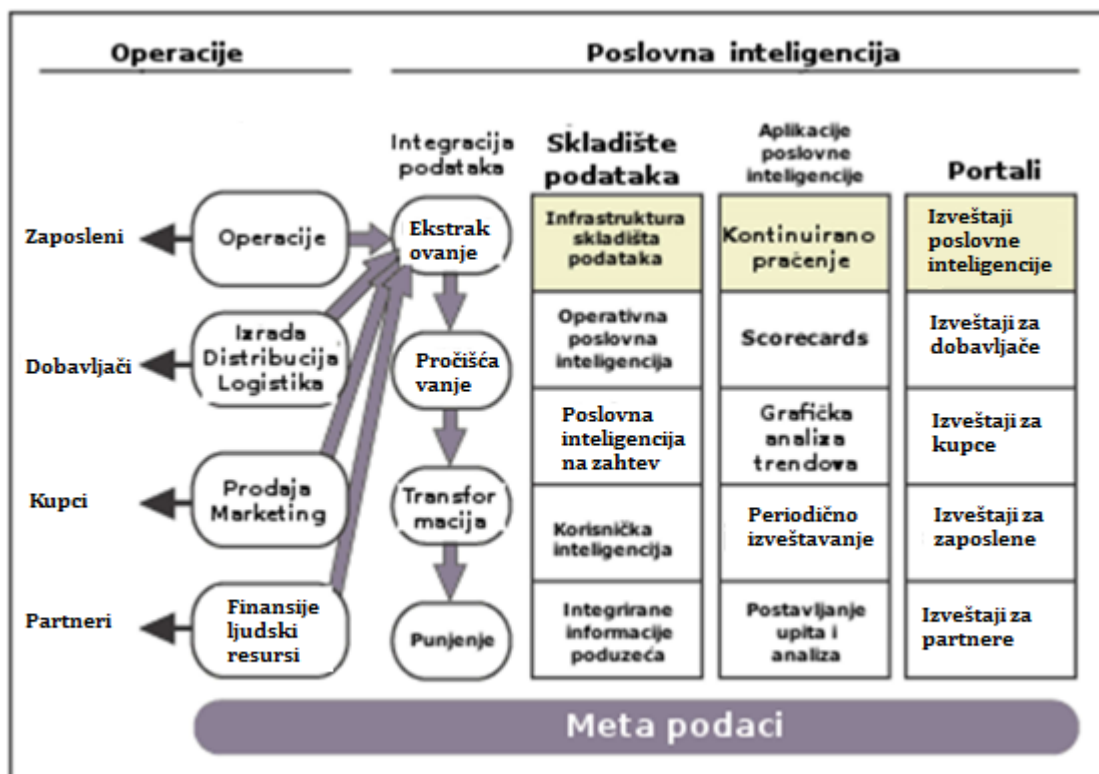 Operacije
Poslovna inteligencija
Integracija
podataka
Skladište
podataka
Aplikacije
poslovne
inteligencije
Portali
Zaposleni
Dobavljači
Kupci
Partneri
Operacije
Izrada
Distribucija
Logistika
Prodaja
Marketing
Finansije
ljudski
resursi
Ekstrak
ovanje
Pročišća
vanje
Transfor
macija
Punjenje
Infrastruktura
skladišta
podataka
Operativna
poslovna
inteligencija
Poslovna
inteligencija
na zahtev
Korisnička
inteligencija
Integrirane
informacije
poduzeća
Kontinuirano
pračenje
Scorecards
Grafička
analiza
trendova
Periodično
izveštavanje
Postavljanje
upita i
analiza
Izveštaji
poslovne
inteligencije
Izveštaji za
dobavljače
Izveštaji za
kupce
Izveštaji za
zaposlene
Izveštaji za
partnere
Meta podaci